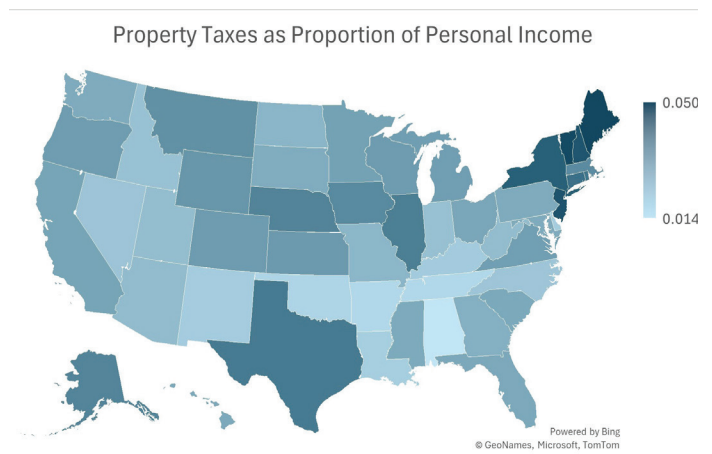 Property Taxes as Proportion of Personal Income
0.050
0.014
Powered by Bing
© GeoNames, Microsoft, TomTom